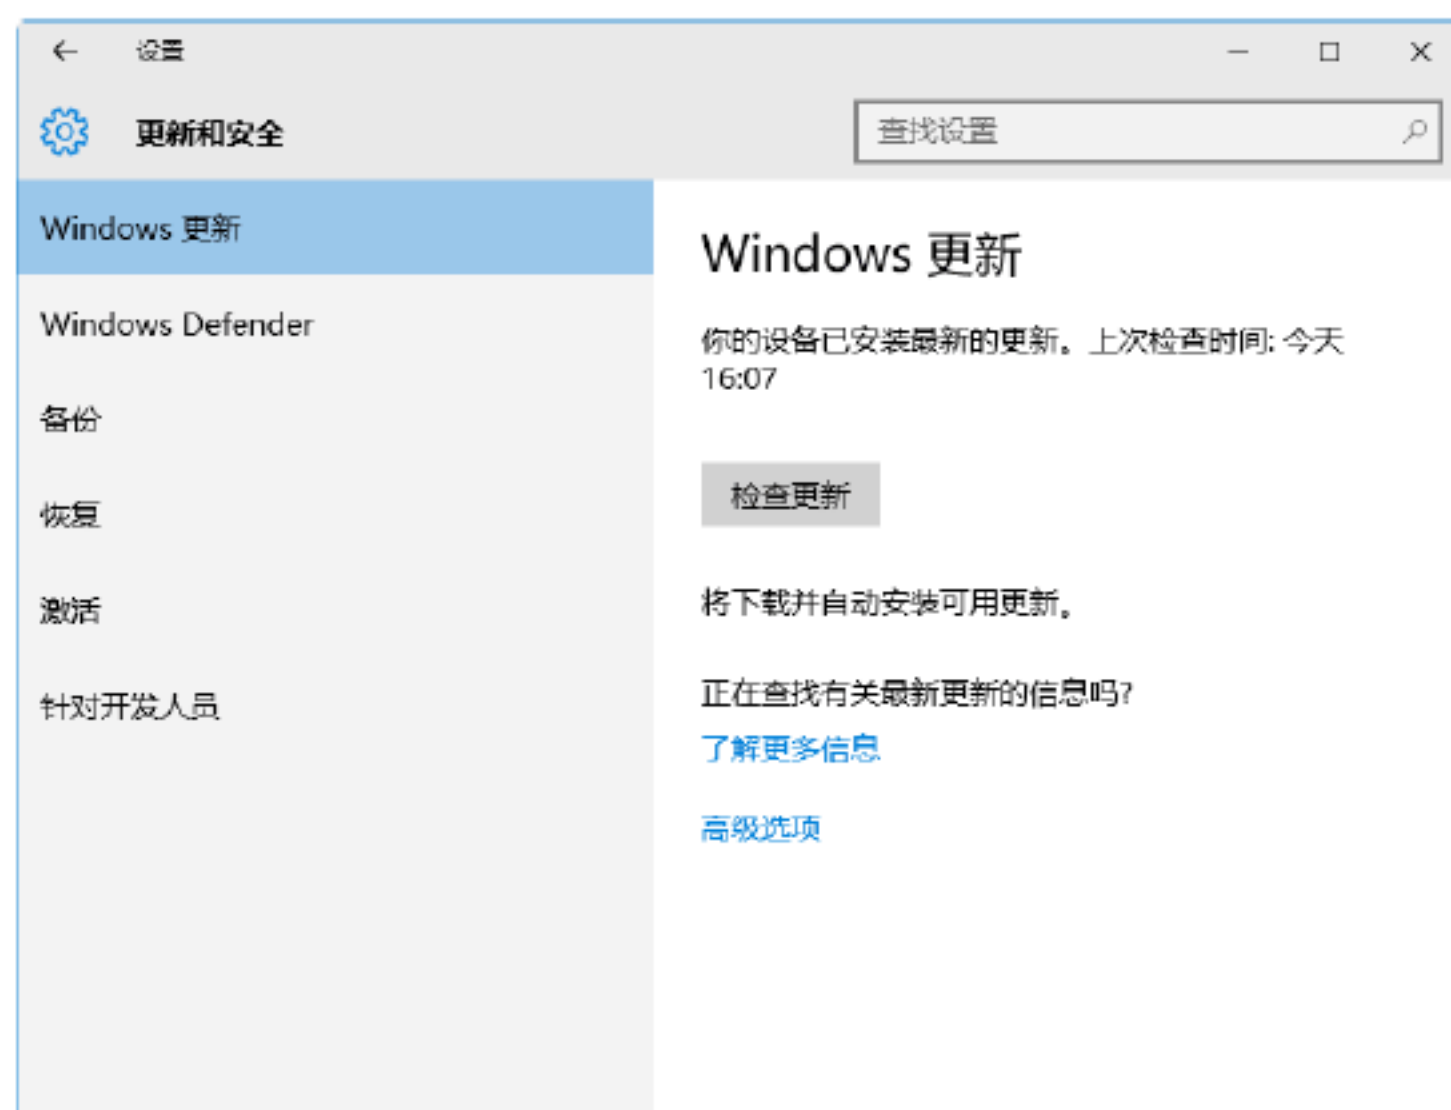 设置
更新和安全
查找设置
Windows 更新
Windows Defender
备份
恢复
激活
针对开发人员
Windows 更新
你的设备已安装最新的更新。上次检查时间: 今天
16:07
检查更新
将下载并自动安装可用更新。
正在查找有关最新更新的信息吗?
了解更多信息
高级选项